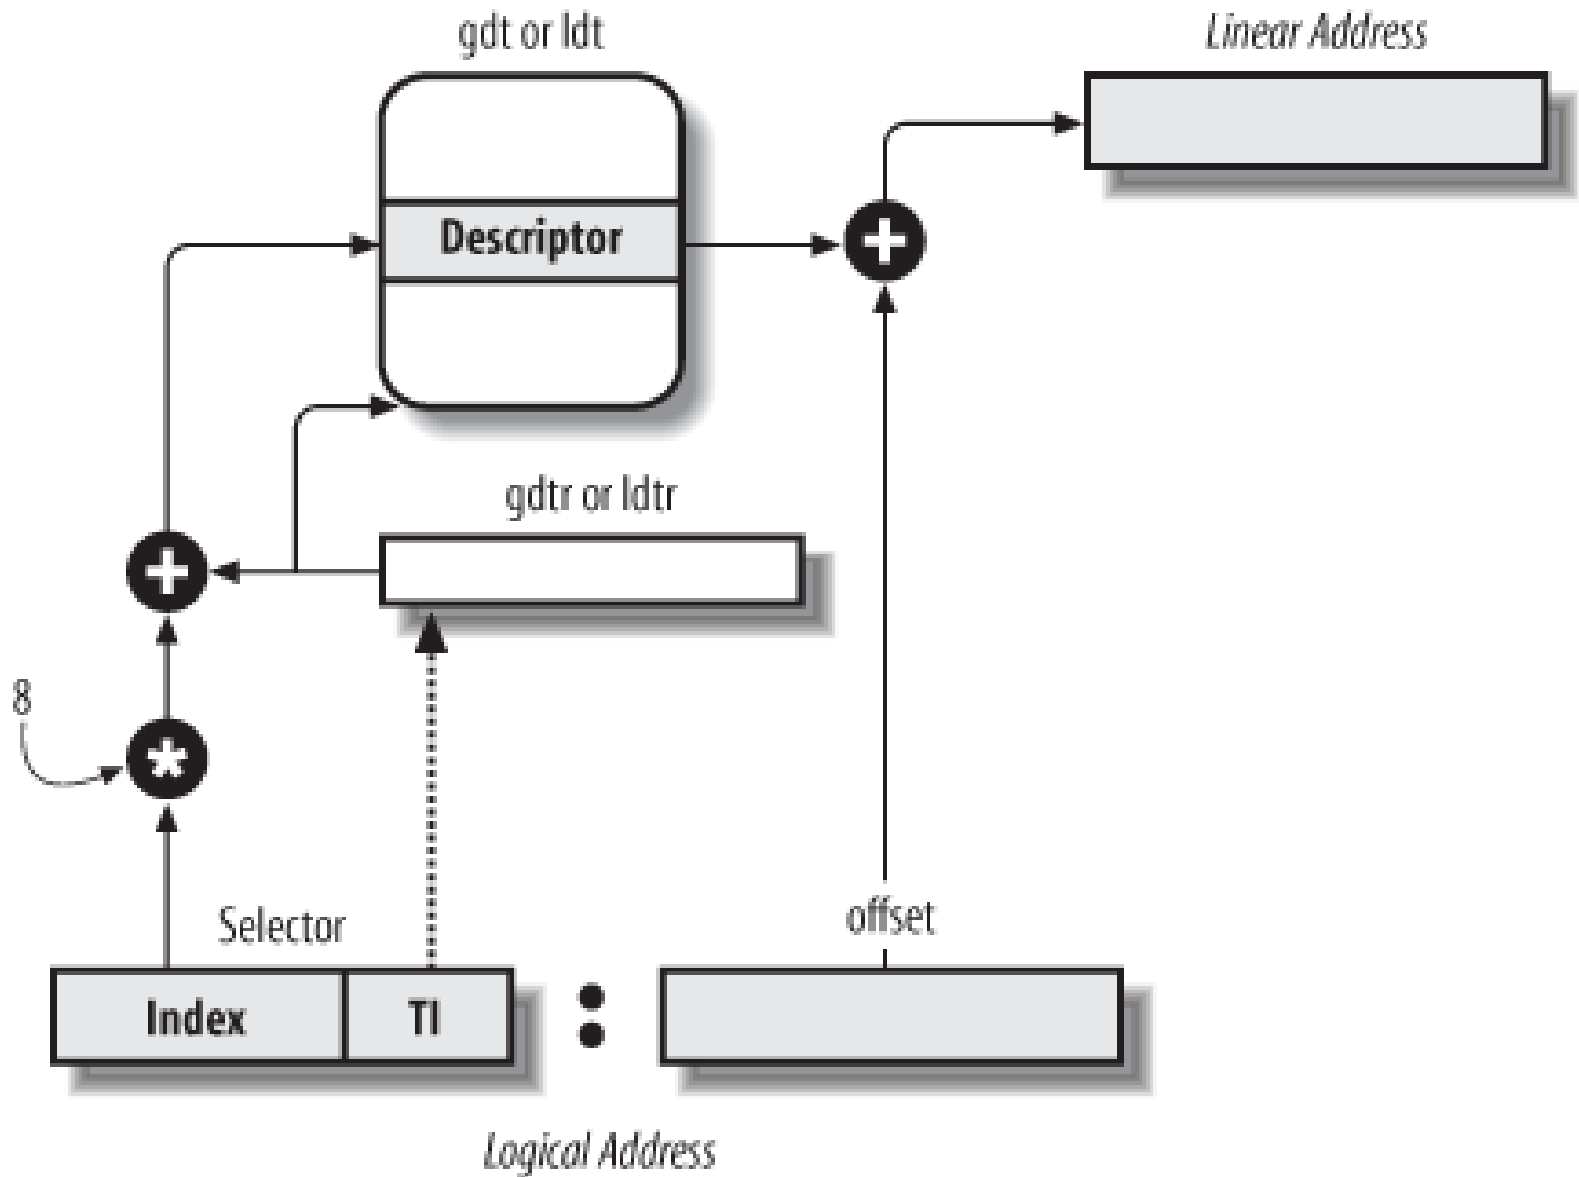 gdt or ldt
Linear Address
Descriptor
gdtr or ldtr
8
Selector
offset
Index
TI
:
Logical Address